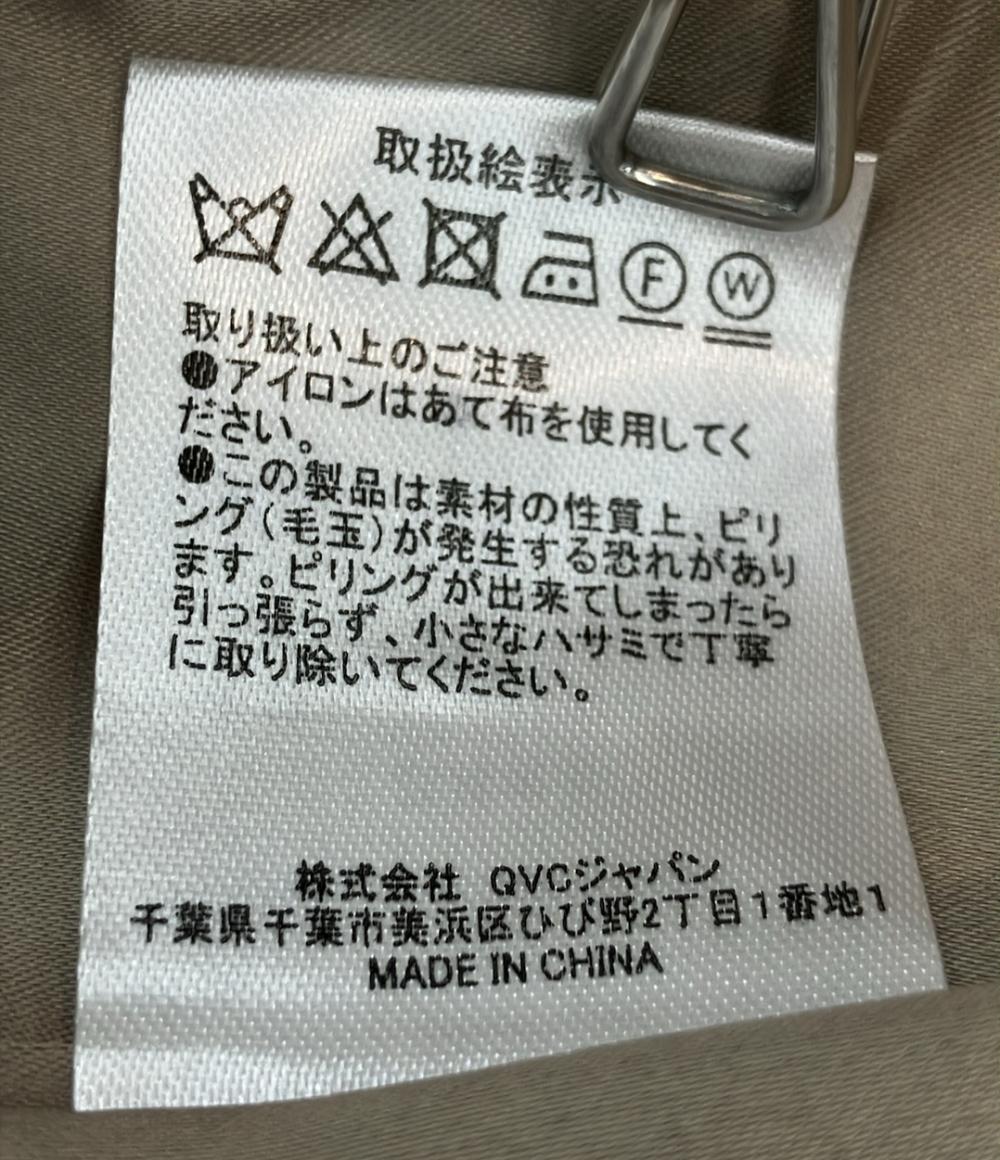 取扱絵表示
F W
取り扱い上のご注意
●アイロンはあて布を使用してく
ださい。
●この製品は素材の性質上、ピリ
ング(毛玉)が発生する恐れがあり
ます。ピリングが出来てしまったら
引っ張らず、小さなハサミで丁寧
に取り除いてください。
株式会社 QVCジャパン
千葉県千葉市美浜区ひび野2丁目1番地1
MADE IN CHINA